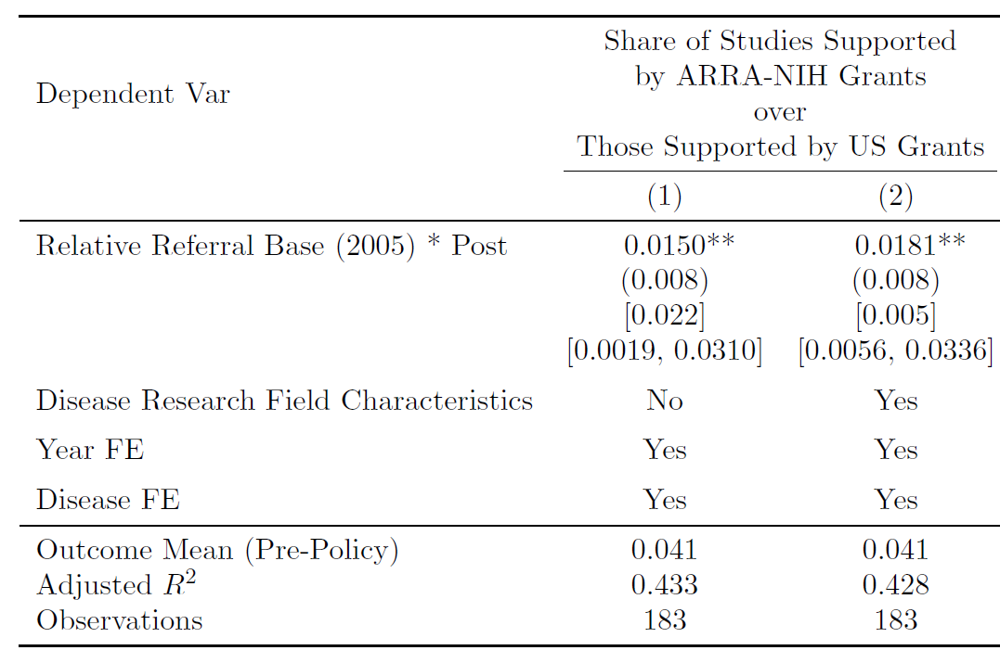 Dependent Var
Share of Studies Supported
by ARRA-NIH Grants
over
Those Supported by US Grants
(1) (2)
Relative Referral Base (2005) * Post 0.0150** 0.0181**
(0.008) (0.008)
[0.022] [0.005]
[0.0019, 0.0310] [0.0056, 0.0336]
Disease Research Field Characteristics No Yes
Year FE Yes Yes
Disease FE Yes Yes
Outcome Mean (Pre-Policy) 0.041 0.041
Adjusted R² 0.433 0.428
Observations 183 183